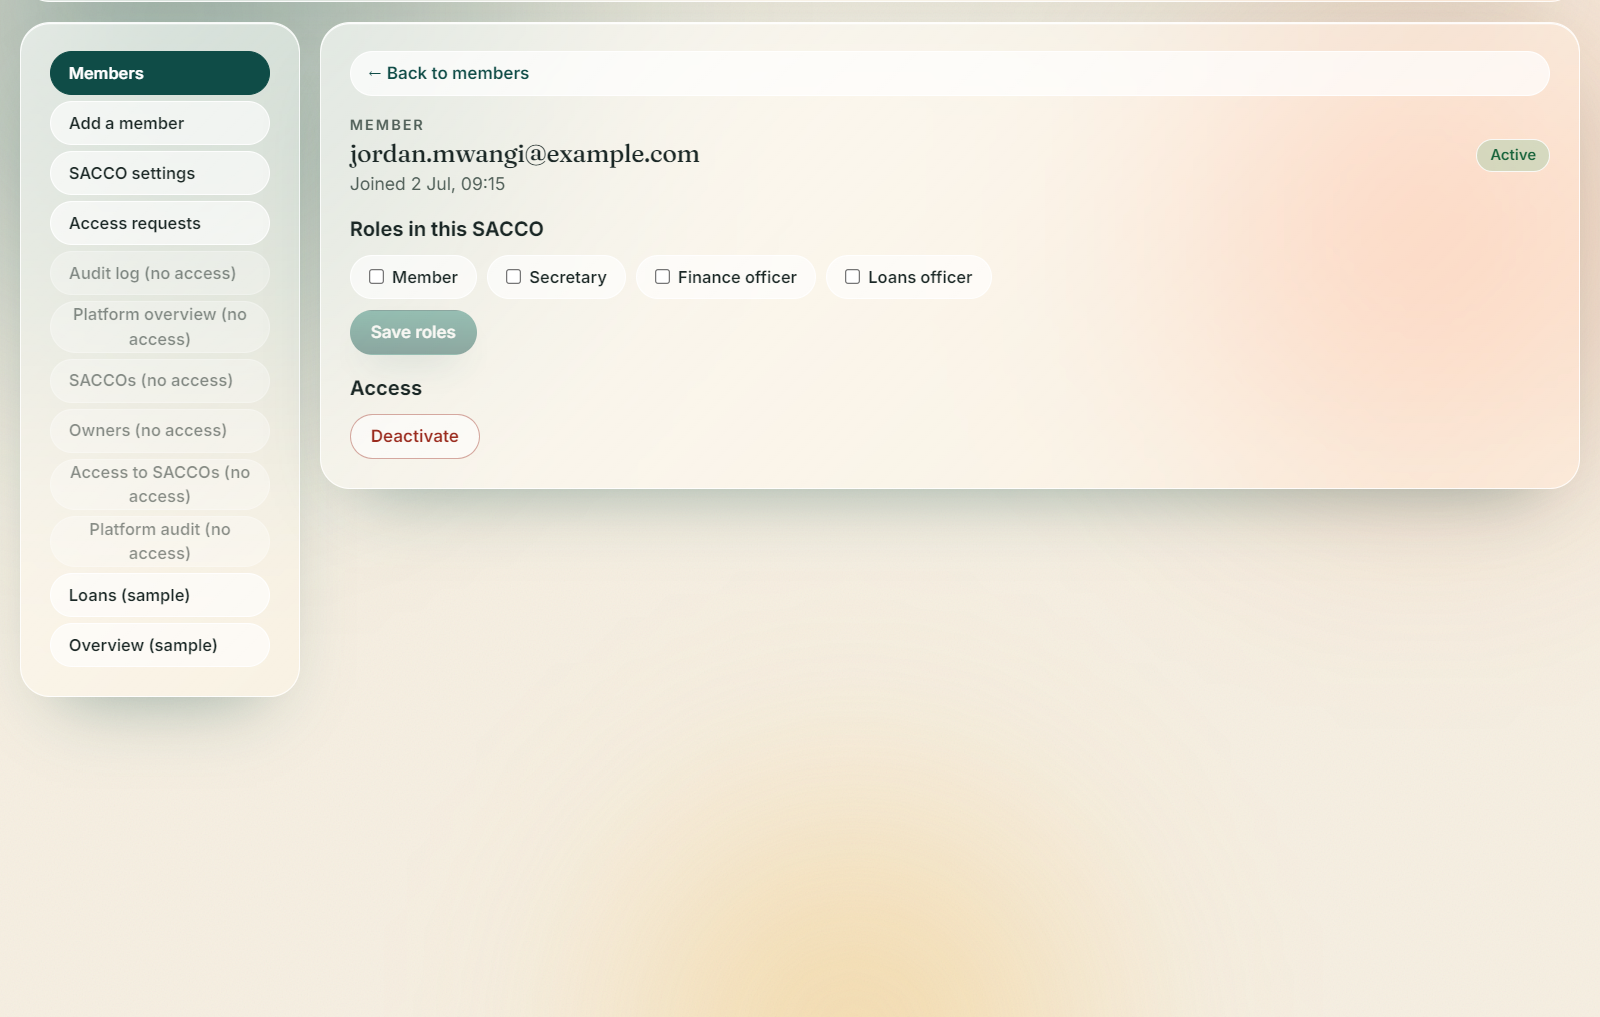 Members
Add a member
SACCO settings
Access requests
Audit log (no access)
Platform overview (no
access)
SACCOs (no access)
Owners (no access)
Access to SACCOs (no
access)
Platform audit (no
access)
Loans (sample)
Overview (sample)
← Back to members
MEMBER
jordan.mwangi@example.com
Active
Joined 2 Jul, 09:15
Roles in this SACCO
Member Secretary Finance officer Loans officer
Save roles
Access
Deactivate